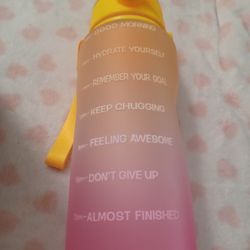 GOOD MORNING
HYDRATE YOURSELF
REMEMBER YOUR GOAL
KEEP CHUGGING
FEELING AWESOME
DON'T GIVE UP
ALMOST FINISHED